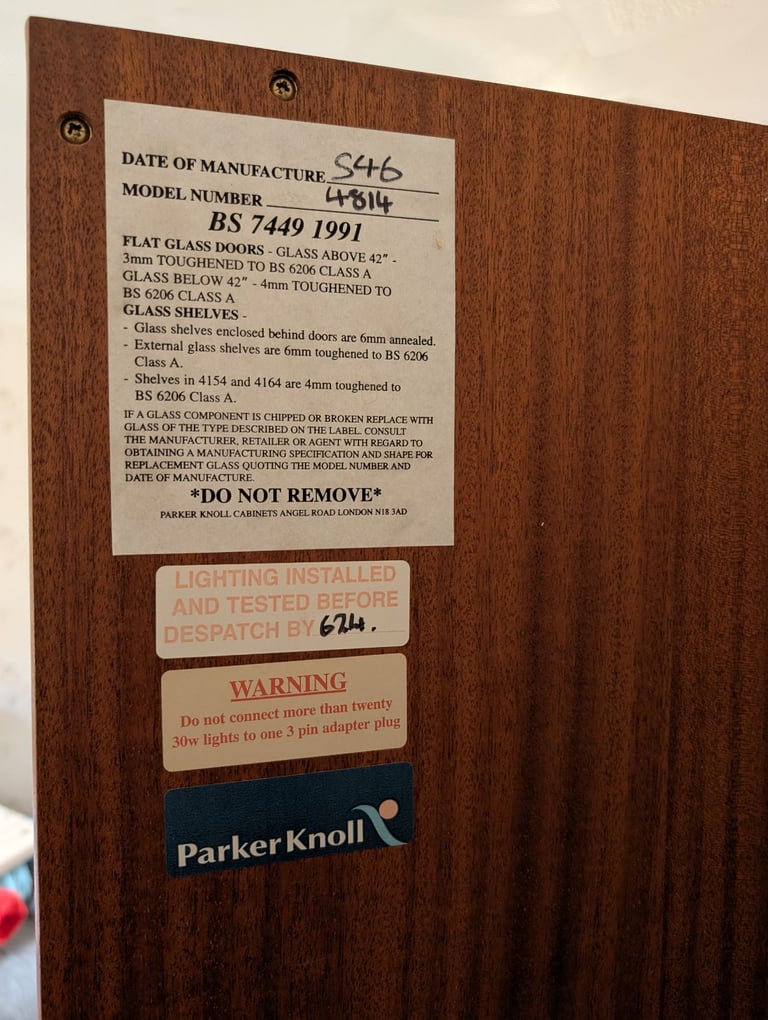 DATE OF MANUFACTURE S46
MODEL NUMBER 4814
BS 7449 1991
FLAT GLASS DOORS - GLASS ABOVE 42" -
3mm TOUGHENED TO BS 6206 CLASS A
GLASS BELOW 42" - 4mm TOUGHENED TO
BS 6206 CLASS A
GLASS SHELVES -
- Glass shelves enclosed behind doors are 6mm annealed.
- External glass shelves are 6mm toughened to BS 6206
Class A.
- Shelves in 4154 and 4164 are 4mm toughened to
BS 6206 Class A.
IF A GLASS COMPONENT IS CHIPPED OR BROKEN REPLACE WITH
GLASS OF THE TYPE DESCRIBED ON THE LABEL. CONSULT
THE MANUFACTURER, RETAILER OR AGENT WITH REGARD TO
OBTAINING A MANUFACTURING SPECIFICATION AND SHAPE FOR
REPLACEMENT GLASS QUOTING THE MODEL NUMBER AND
DATE OF MANUFACTURE.
*DO NOT REMOVE*
PARKER KNOLL CABINETS ANGEL ROAD LONDON N18 3AD
LIGHTING INSTALLED
AND TESTED BEFORE
DESPATCH BY 624.
WARNING
Do not connect more than twenty
30w lights to one 3 pin adapter plug
Parker Knoll